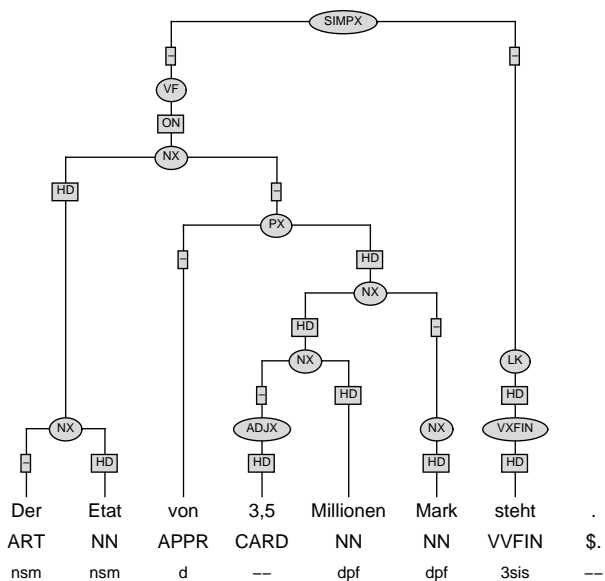 SIMPX
– –
VF
ON
NX
HD –
PX
– HD
NX
HD –
NX LK
– HD HD
NX ADJX NX VXFIN
– HD HD HD HD
Der Etat von 3,5 Millionen Mark steht .
ART NN APPR CARD NN NN VVFIN $.
nsm nsm d –– dpf dpf 3sis ––